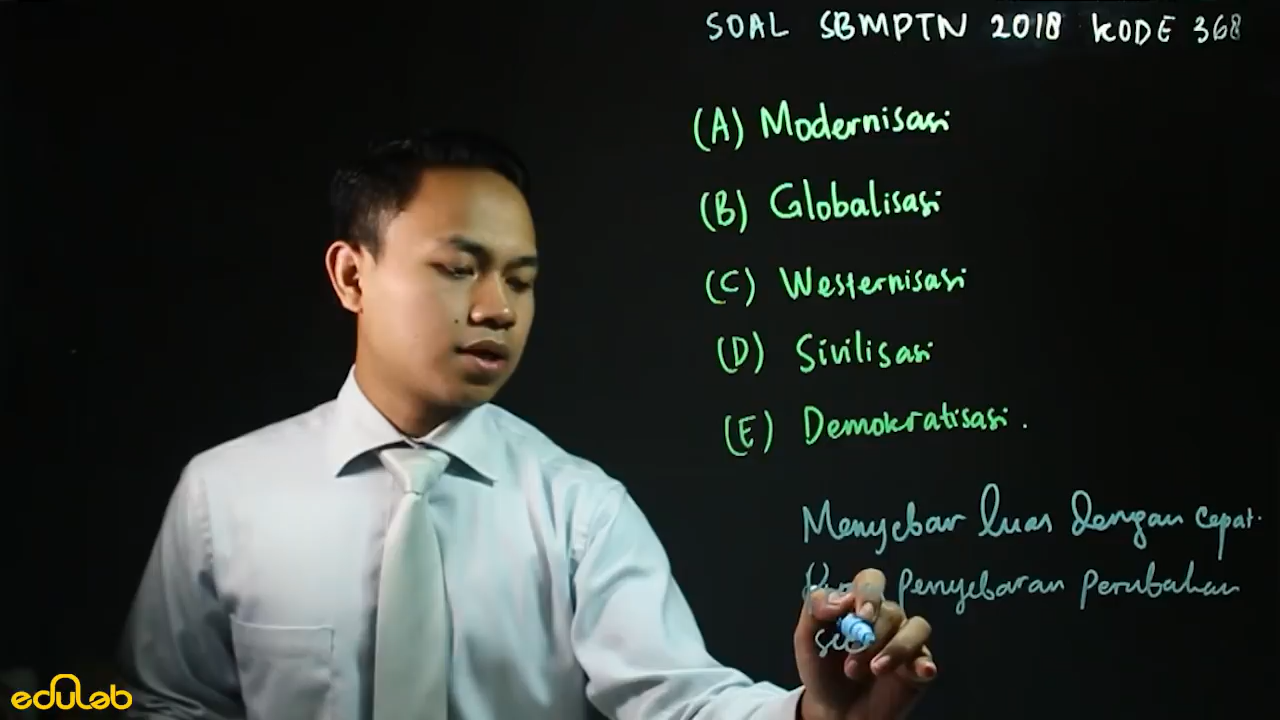 SOAL SBMPTN 2018 KODE 368
(A) Modernisasi
(B) Globalisasi
(C) Westernisasi
(D) Sivilisasi
(E) Demokratisasi.
Menyebar luas dengan cepat.
penyebaran perubahan
edulab